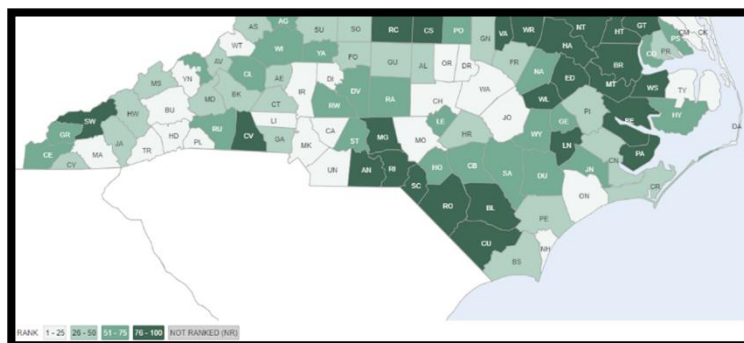 AS AG SU SO RC CS PO GN VA WR HA NT HT GT CM CK
WT WI YA FO GU AL OR DR FR NA ED BR CO PR PS
MI AV CL AE DI DV RA WA MT WS TY
MS YN MD BK CT IR RW CH JO WL PI BE HY DA
SW HW BU LI CA LE HR WY GE
GR JA HD RU CV GA ST MG MO LN CN PA
CE CY MA TR PL MK UN AN RI HO CB SA DU JN
SC RO BL ON CR
PE
CU BS NH
RANK 1 - 25 26 - 50 51 - 75 76 - 100 NOT RANKED (NR)